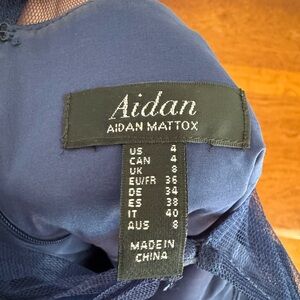 Aidan
AIDAN MATTOX
US 4
CAN 4
UK 8
EU/FR 36
DE 34
ES 38
IT 40
AUS 8
MADE IN
CHINA